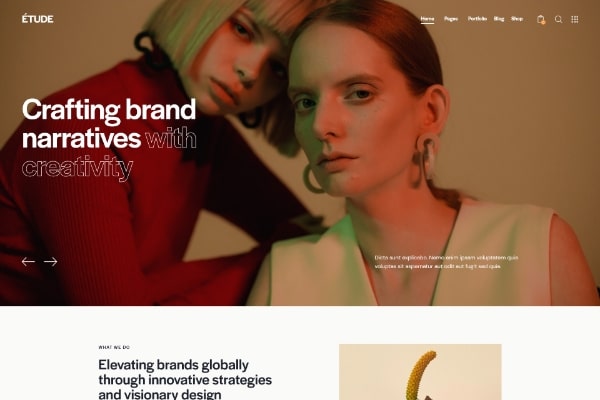 ÉTUDE
Home Pages Portfolio Blog Shop
Crafting brand
narratives with
creativity
Dicta sunt explicabo. Nemo enim ipsam voluptatem quia
voluptas sit aspernatur aut odit aut fugit sed quia.
WHAT WE DO
Elevating brands globally
through innovative strategies
and visionary design